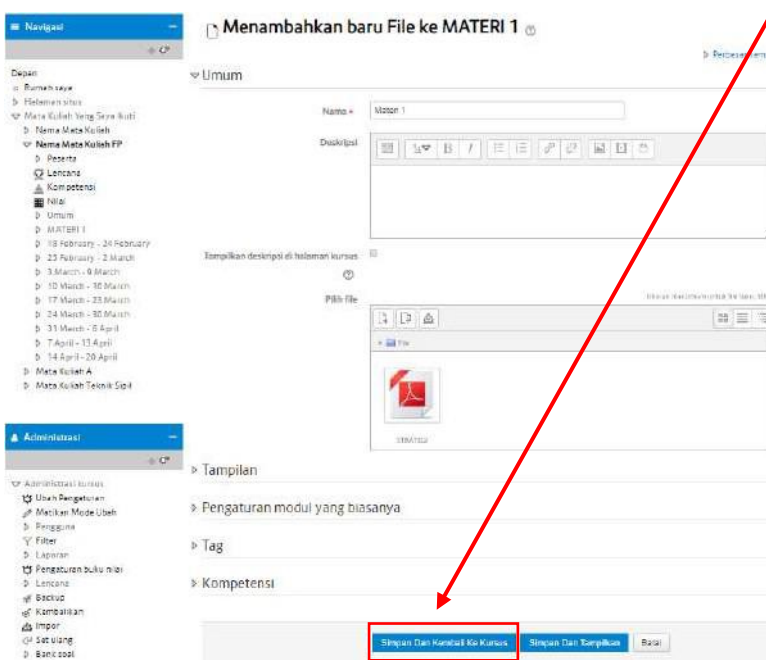 Navigasi
Depan
Rumah saya
Halaman situs
Mata Kuliah Yang Saya Ikuti
Nama Mata Kuliah
Nama Mata Kuliah FP
Peserta
Lencana
Kompetensi
Nilai
Umum
MATERI 1
18 February - 24 February
25 February - 2 March
3 March - 9 March
10 March - 16 March
17 March - 23 March
24 March - 30 March
31 March - 6 April
7 April - 13 April
14 April - 20 April
Mata Kuliah A
Mata Kuliah Teknik Sipil
Administrasi
Administrasi kursus
Ubah Pengaturan
Matikan Mode Ubah
Pengguna
Filter
Laporan
Pengaturan buku nilai
Lencana
Backup
Kembalikan
Impor
Set ulang
Bank soal
Menambahkan baru File ke MATERI 1
Umum
Nama
Materi 1
Deskripsi
Tampilkan deskripsi di halaman kursus
Pilih file
File
Tampilan
Pengaturan modul yang biasanya
Tag
Kompetensi
Simpan Dan Kembali Ke Kursus Simpan Dan Tampilkan Batal